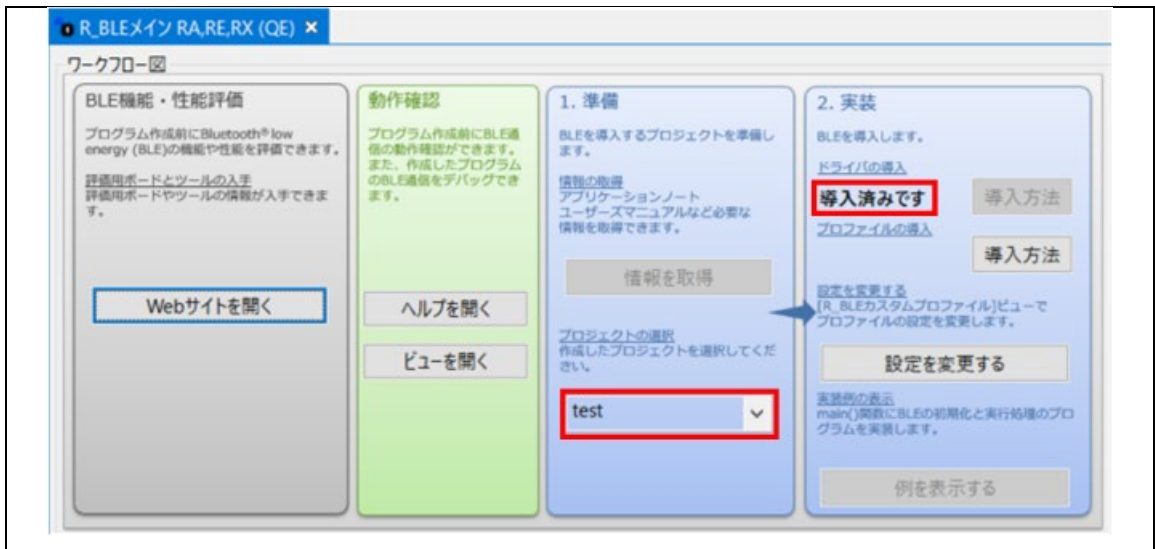 R_BLEメイン RA,RE,RX (QE) ×
ワークフロー図
BLE機能・性能評価
プログラム作成前にBluetooth® low
energy (BLE)の機能や性能を評価できます。
評価用ボードとツールの入手
評価用ボードやツールの情報が入手できま
す。
Webサイトを開く
動作確認
プログラム作成前にBLE通
信の動作確認ができます。
また、作成したプログラム
のBLE通信をデバッグでき
ます。
ヘルプを開く
ビューを開く
1. 準備
BLEを導入するプロジェクトを準備し
ます。
情報の取得
アプリケーションノート
ユーザーズマニュアルなど必要な
情報を取得できます。
情報を取得
プロジェクトの選択
作成したプロジェクトを選択してくだ
さい。
test
2. 実装
BLEを導入します。
ドライバの導入
導入済みです
導入方法
プロファイルの導入
導入方法
設定を変更する
[R_BLEカスタムプロファイル]ビューで
プロファイルの設定を変更します。
設定を変更する
実装例の表示
main()関数にBLEの初期化と実行処理のプロ
グラムを実装します。
例を表示する